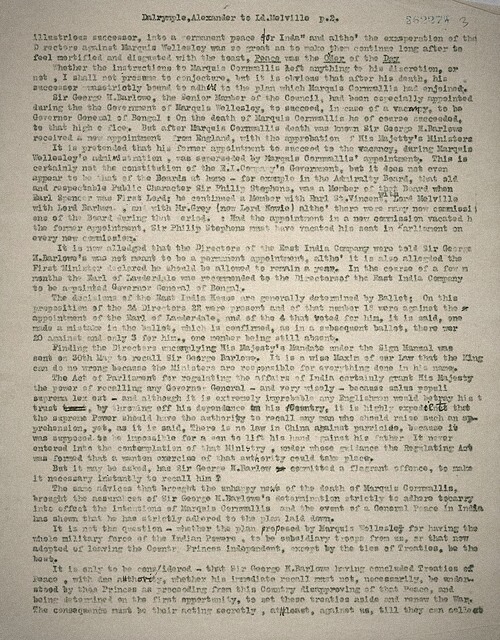 Dalrymple,Alexander to Ld.Melville p.2.
illustrious successor, into a permanent peace for India" and altho' the exasperation of the
Directors against Marquis Wellesley was so great as to make them continue long after to
feel mortified and disgusted with the toast, Peace was the Order of the Day
Whether the instructions to Marquis Cornwallis left anything to his discretion, or
not , I shall not presume to conjecture, but it is obvious that after his death, his
successor was strictly bound to adhere to the plan which Marquis Cornwallis had enjoined.
Sir George H.Barlowe, the Senior Member of the Council, had been especially appointed
during the the Government of Marquis Wellesley, to succeed, in case of a vacancy, to be
Governor General of Bengal : On the death of Marquis Cornwallis he of course succeeded,
to that high office. But after Marquis Cornwallis death was known Sir George H.Barlowe
received a new appointment from England, with the approbation of His Majesty's Ministers
It is pretended that his former appointment to succeed to the vacancy, during Marquis
Wellesley's administration , was superseded by Marquis Cornwallis' appointment. This is
certainly not the constitution of the E.I.Company's Government, but it does not even
appear to be that of the Boards at home - for example in the Admiralty Board, that old
and respectable Public Character Sir Philip Stephens, was a Member of that Board when
Earl Spencer was First Lord; he continued a Member with Earl St.Vincent, with Lord Melville
with Lord Barham , and with Mr.Grey (now Lord Howic) altho' there were many new commissi
ons of the Board during that period. : Had the appointment in a new commission vacated h
the former appointment, Sir Philip Stephens must have vacated his seat in Parliament on
every new commission.
It is now alledged that the Directors of the East India Company were told Sir George
H.Barlowe's was not meant to be a permanent appointment, altho' it is also alledged the
First Minister declared he should be allowed to remain a year. In the course of a few m
months the Earl of Lauderdale was recommended to the Directors of the East India Company
to be appointed Governor General of Bengal.
The decisions of the East India House are generally determined by Ballot; On this
proposition of the 24 Directors 22 were present and of that number 18 were against the
appointment of the Earl of Lauderdale, and of the 4 that voted for him, it is said, one
made a mistake in the ballot, which is confirmed, as in a subsequent ballot, there wer
20 against and only 3 for him, one member being still absent.
Finding the Directors uncomplying His Majesty's Mandate under the Sign Manual was
sent on 30th May to recall Sir George Barlowe. It is a wise Maxim of our Law that the King
can do no wrong because the Ministers are responsible for everything done in his name.
The Act of Parliament for regulating the affairs of India certainly grant His Majesty
the power of recalling any Governor General - and very wisely - because salus populi
suprema lex est - and although it is extremely improbable any Englishmen would betray his t
trust by throwing off his dependance on his Country, it is highly expedient that
the supreme Power should have the authority to recall any man who should raise such an ap-
prehension, yet, as it is said, There is no law in China against parricide, because it
was supposed to be impossible for a son to lift his hand against his father It never
entered into the contemplation of that Ministry , under whose guidance the Regulating Act
was formed that a wanton exercise of that authority could take place.
But it may be asked, has Sir George H.Barlow committed a flagrant offence, to make
it necessary instantly to recall him ?
The same advices that brought the unhappy news of the death of Marquis Cornwallis,
brought the assurances of Sir George H.Barlowe's determination strictly to adhere to carry
into effect the intentions of Marquis Cornwallis and the event of a General Peace in India
has shewn that he has strictly adhered to the plan laid down.
It is not the question - whether the plan professed by Marquis Wellesley for having the
whole military force of the Indian Powers , to be subsidiary troops from us, or that now
adopted of leaving the Country Princes independent, except by the ties of Treaties, be the
best.
It is only to be considered - that Sir George H.Barlowe having concluded Treaties of
Peace , with due authority, whether his immediate recall must not, necessarily, be under-
stood by those Princes as proceeding from this Country disapproving of that Peace, and
being determined on the first opportunity, to set those treaties aside and renew the War.
The consequences must be their acting secretly , at least, against us, till they can collect